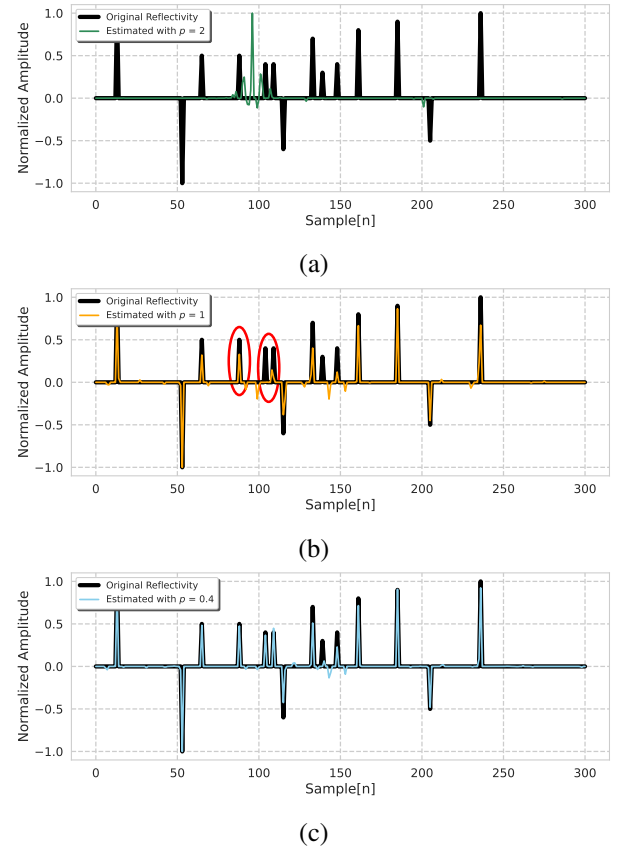 1.0
0.5
0.0
−0.5
−1.0
Normalized Amplitude
Original Reflectivity
Estimated with p = 2
0 50 100 150 200 250 300
Sample[n]
(a)
1.0
0.5
0.0
−0.5
−1.0
Normalized Amplitude
Original Reflectivity
Estimated with p = 1
0 50 100 150 200 250 300
Sample[n]
(b)
1.0
0.5
0.0
−0.5
−1.0
Normalized Amplitude
Original Reflectivity
Estimated with p = 0.4
0 50 100 150 200 250 300
Sample[n]
(c)